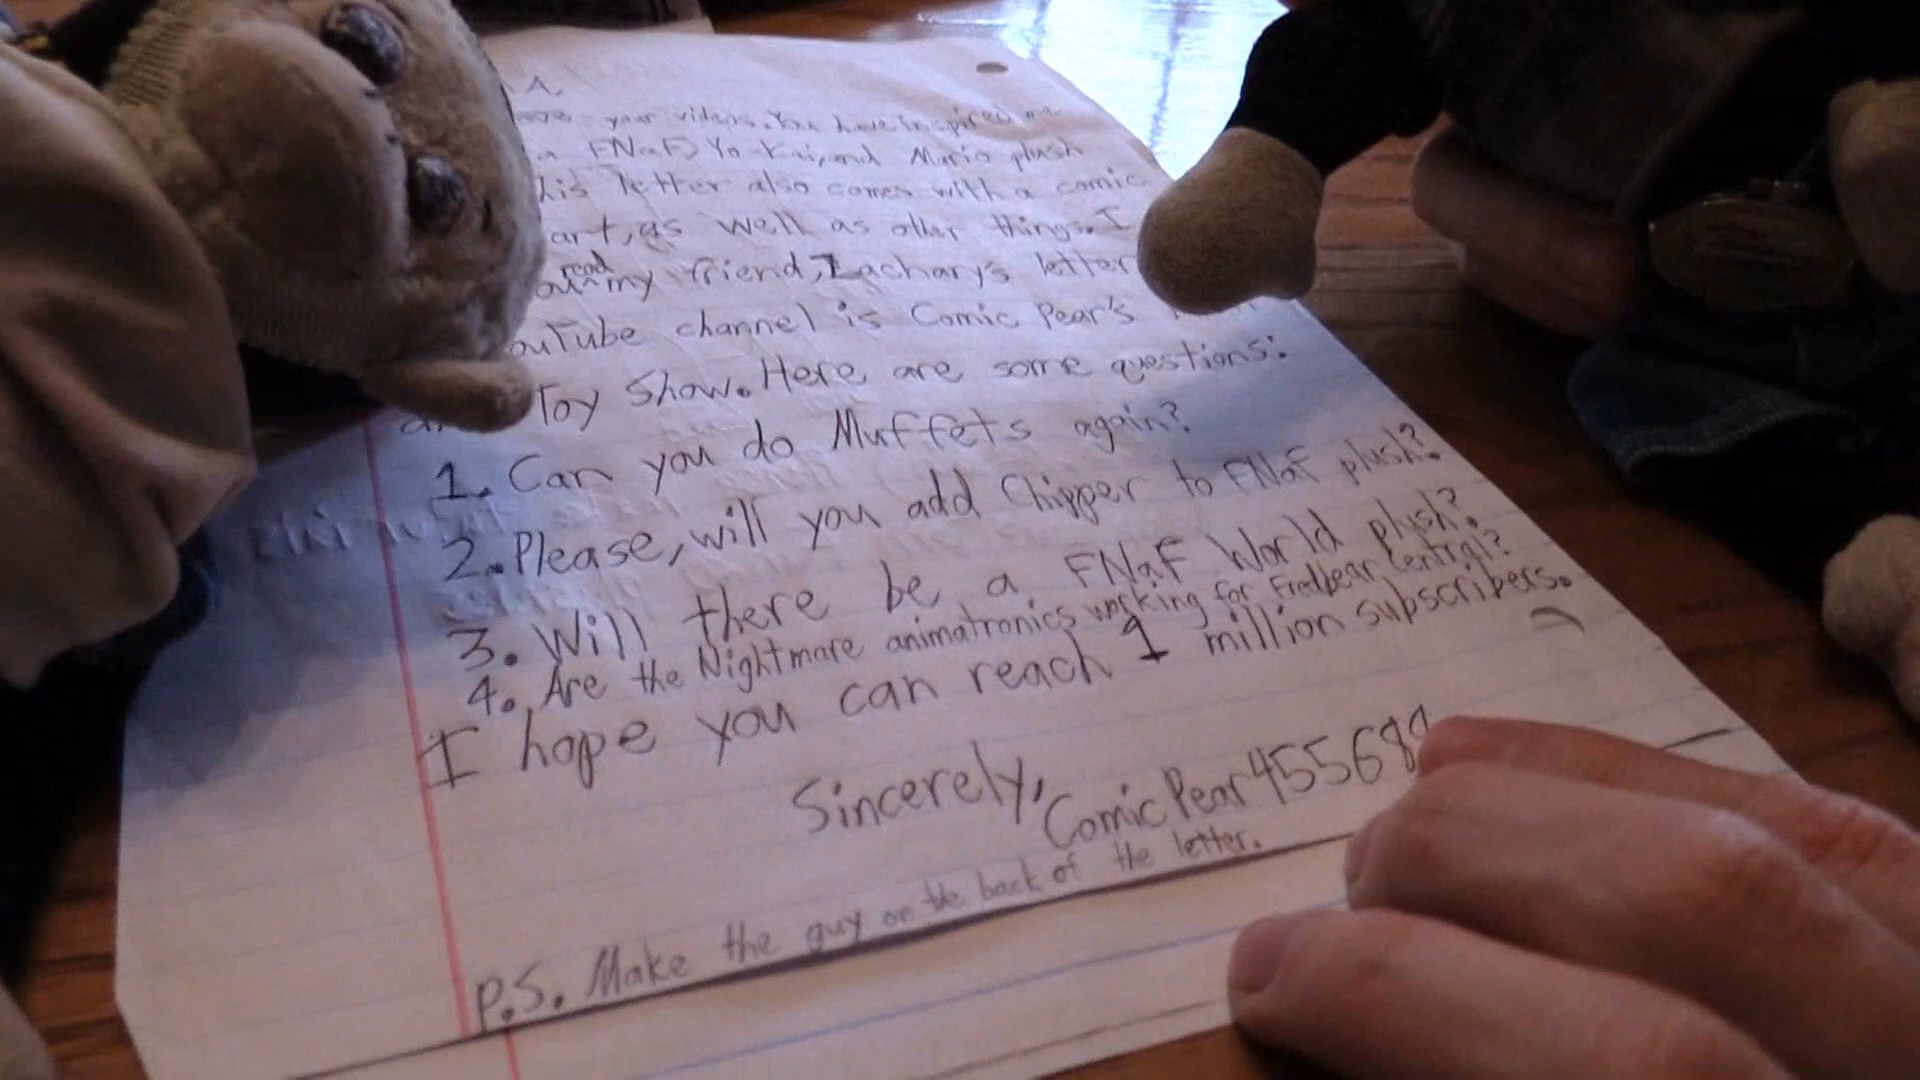 A.
your videos. You have inspired me
a FNaF, Yo-Kai, and Mario plush
his letter also comes with a comic
art, as well as other things. I
read
my friend, Zachary's letter
ouTube channel is Comic Pear's
Toy Show. Here are some questions:
1. Can you do Muffets again?
2. Please, will you add Chipper to FNaF plush?
3. Will there be a FNaF World plush?
4. Are the Nightmare animatronics working for Fredbear Central?
I hope you can reach 1 million subscribers.
Sincerely,
ComicPear455689
P.S. Make the guy on the back of the letter.